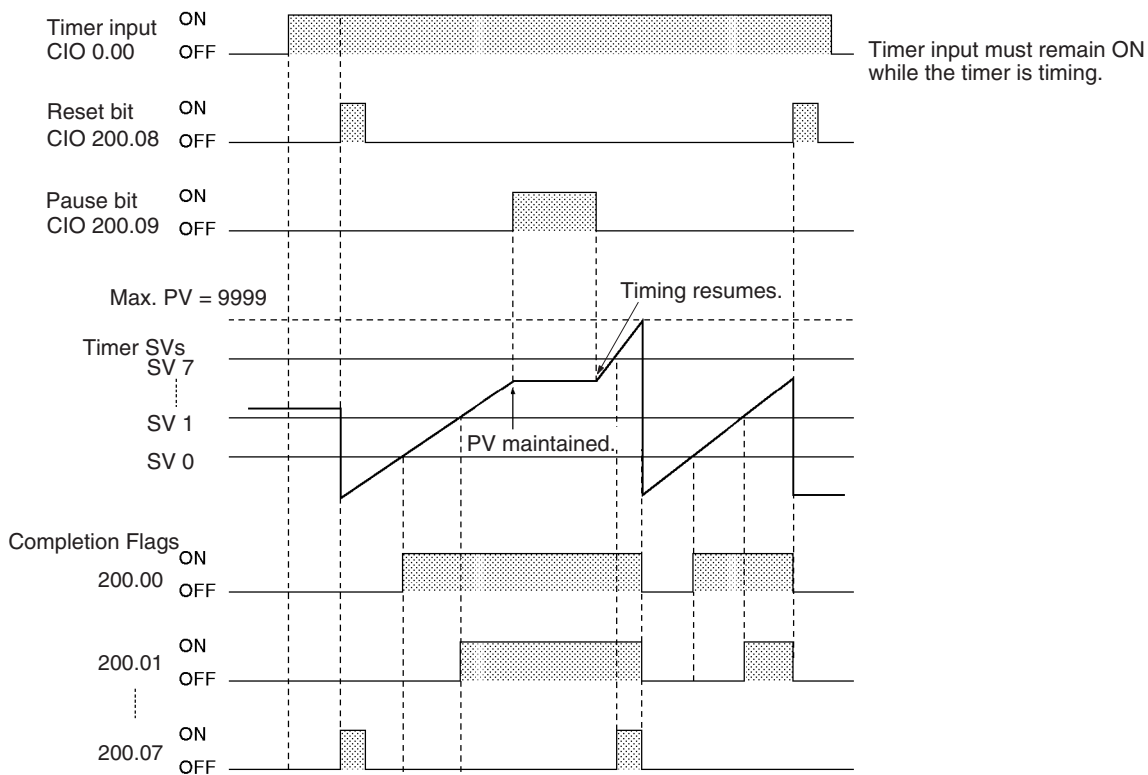 Timer input
CIO 0.00
ON
OFF
Timer input must remain ON
while the timer is timing.
Reset bit
CIO 200.08
ON
OFF
Pause bit
CIO 200.09
ON
OFF
Max. PV = 9999
Timing resumes.
Timer SVs
SV 7
SV 1
PV maintained.
SV 0
Completion Flags
200.00
ON
OFF
200.01
ON
OFF
200.07
ON
OFF